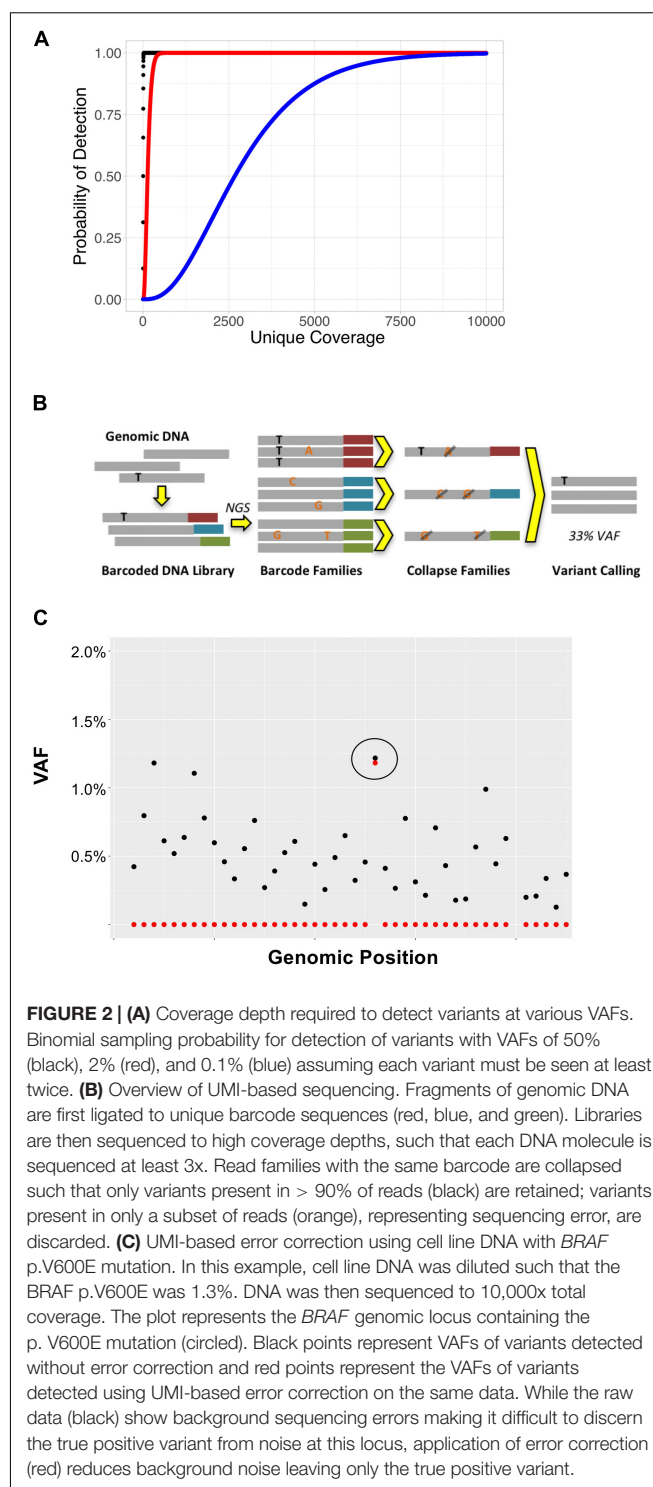 A
1.00
0.75
0.50
0.25
0.00
Probability of Detection
0 2500 5000 7500 10000
Unique Coverage
B
Genomic DNA
T
T
Barcoded DNA Library
NGS
T
A
T
T
C
G
G T
Barcode Families
T A
C G
G T
Collapse Families
T
33% VAF
Variant Calling
C
2.0%
1.5%
1.0%
0.5%
VAF
Genomic Position
FIGURE 2 | (A) Coverage depth required to detect variants at various VAFs.
Binomial sampling probability for detection of variants with VAFs of 50%
(black), 2% (red), and 0.1% (blue) assuming each variant must be seen at least
twice. (B) Overview of UMI-based sequencing. Fragments of genomic DNA
are first ligated to unique barcode sequences (red, blue, and green). Libraries
are then sequenced to high coverage depths, such that each DNA molecule is
sequenced at least 3x. Read families with the same barcode are collapsed
such that only variants present in > 90% of reads (black) are retained; variants
present in only a subset of reads (orange), representing sequencing error, are
discarded. (C) UMI-based error correction using cell line DNA with BRAF
p.V600E mutation. In this example, cell line DNA was diluted such that the
BRAF p.V600E was 1.3%. DNA was then sequenced to 10,000x total
coverage. The plot represents the BRAF genomic locus containing the
p. V600E mutation (circled). Black points represent VAFs of variants detected
without error correction and red points represent the VAFs of variants
detected using UMI-based error correction on the same data. While the raw
data (black) show background sequencing errors making it difficult to discern
the true positive variant from noise at this locus, application of error correction
(red) reduces background noise leaving only the true positive variant.